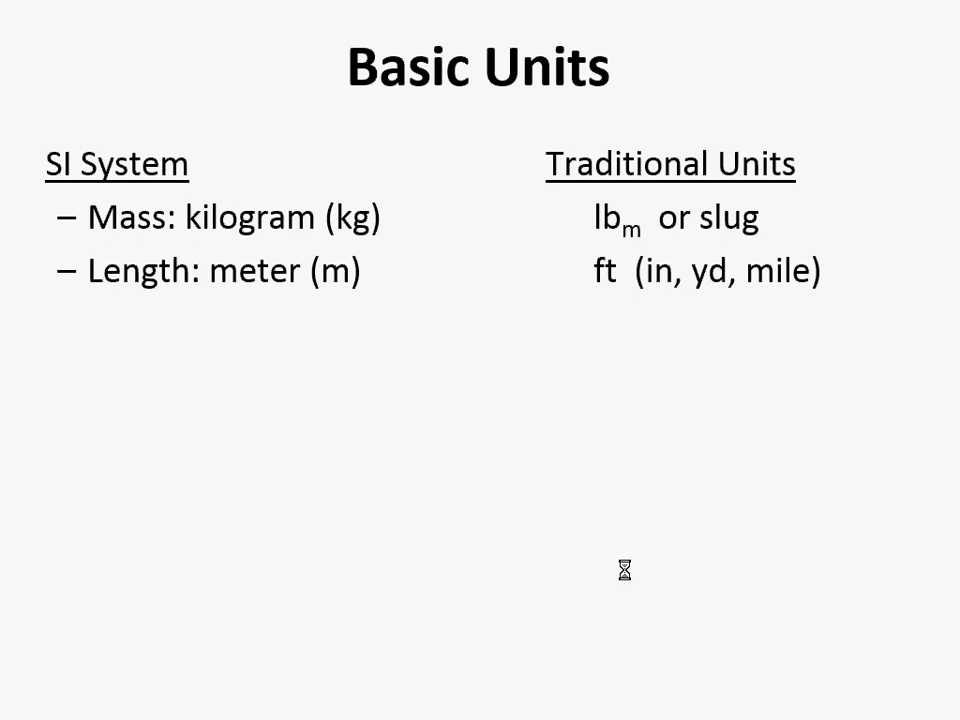 Basic Units
SI System
– Mass: kilogram (kg)
– Length: meter (m)
Traditional Units
lbm or slug
ft (in, yd, mile)